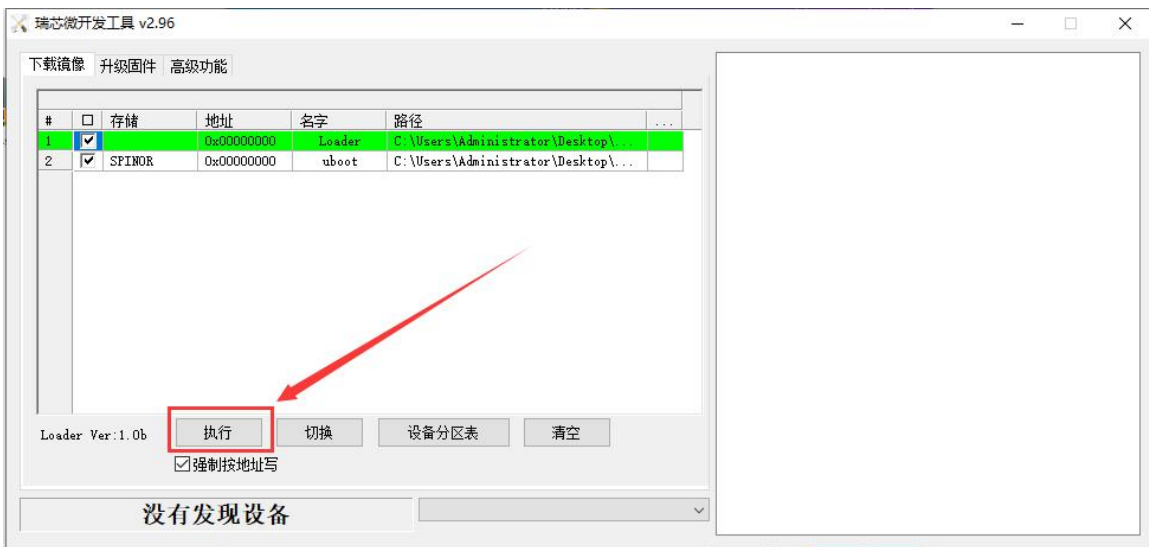 瑞芯微开发工具 v2.96
下载镜像 升级固件 高级功能
# 存储 地址 名字 路径 ...
1 0x00000000 Loader C:\Users\Administrator\Desktop\...
2 SPINOR 0x00000000 uboot C:\Users\Administrator\Desktop\...
Loader Ver:1.0b 执行 切换 设备分区表 清空
强制按地址写
没有发现设备